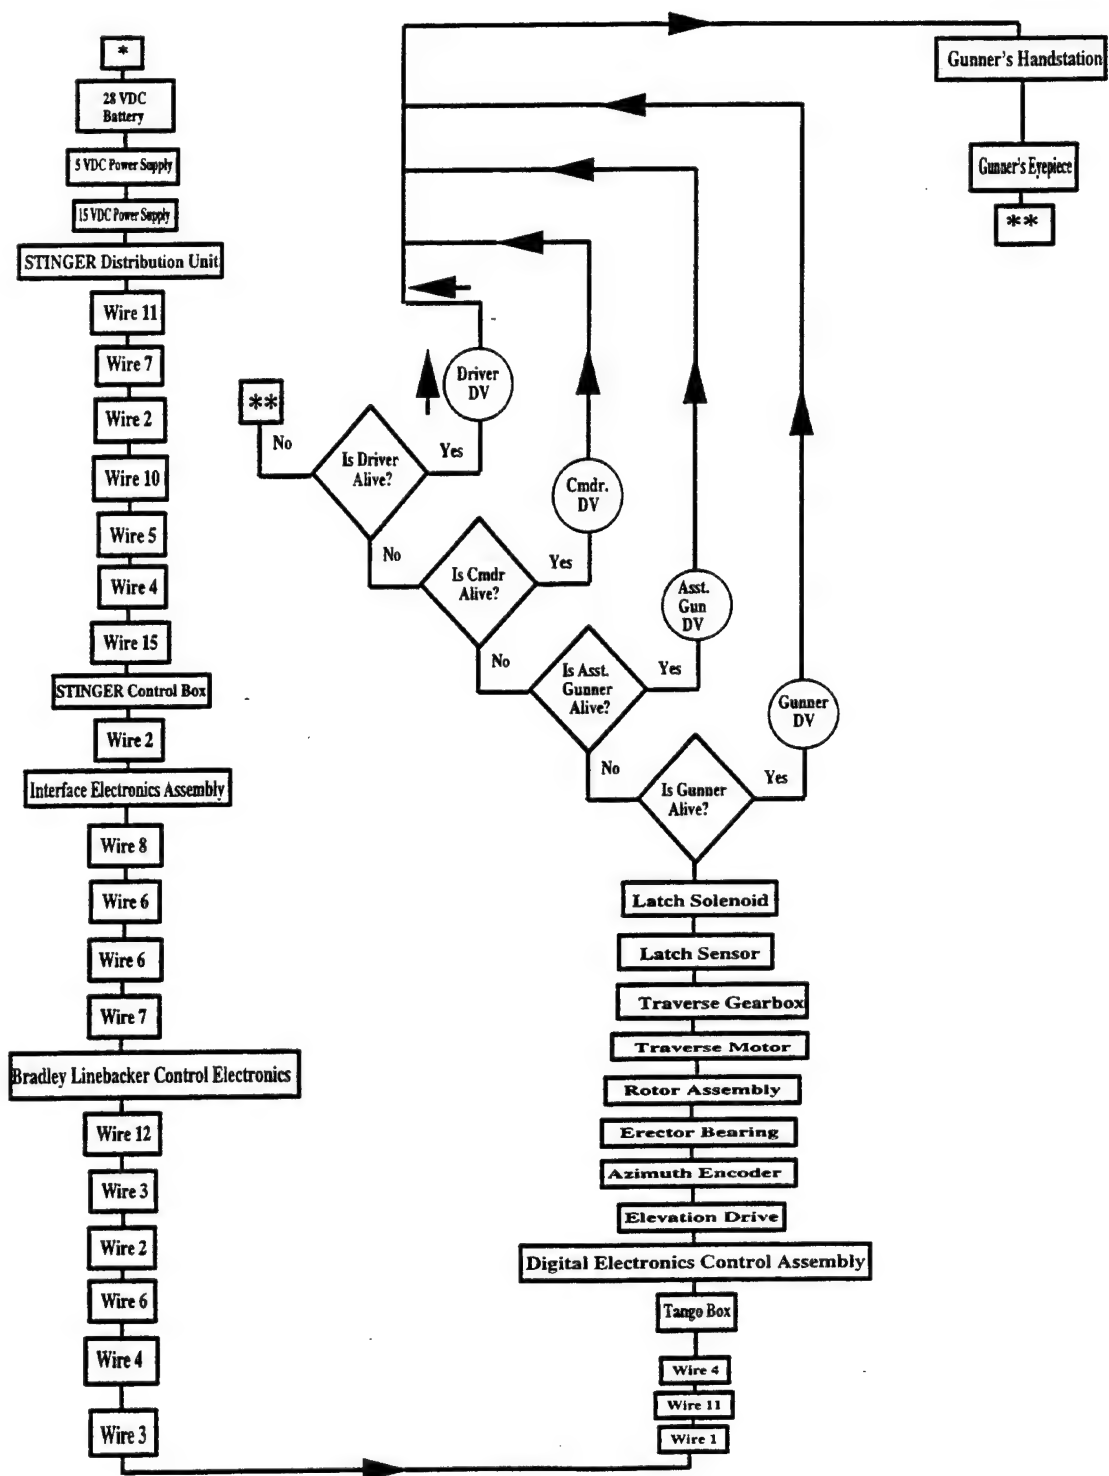 *
28 VDC
Battery
5 VDC Power Supply
15 VDC Power Supply
STINGER Distribution Unit
Wire 11
Wire 7
Wire 2
Wire 10
Wire 5
Wire 4
Wire 15
STINGER Control Box
Wire 2
Interface Electronics Assembly
Wire 8
Wire 6
Wire 6
Wire 7
Bradley Linebacker Control Electronics
Wire 12
Wire 3
Wire 2
Wire 6
Wire 4
Wire 3
Wire 1
Wire 11
Wire 4
Tango Box
Digital Electronics Control Assembly
Elevation Drive
Azimuth Encoder
Erector Bearing
Rotor Assembly
Traverse Motor
Traverse Gearbox
Latch Sensor
Latch Solenoid
Is Gunner
Alive?
Yes
Gunner
DV
No
Is Asst.
Gunner
Alive?
Yes
Asst.
Gun
DV
No
Is Cmdr
Alive?
Yes
Cmdr.
DV
No
Is Driver
Alive?
Yes
Driver
DV
No
**
Gunner's Handstation
Gunner's Eyepiece
**